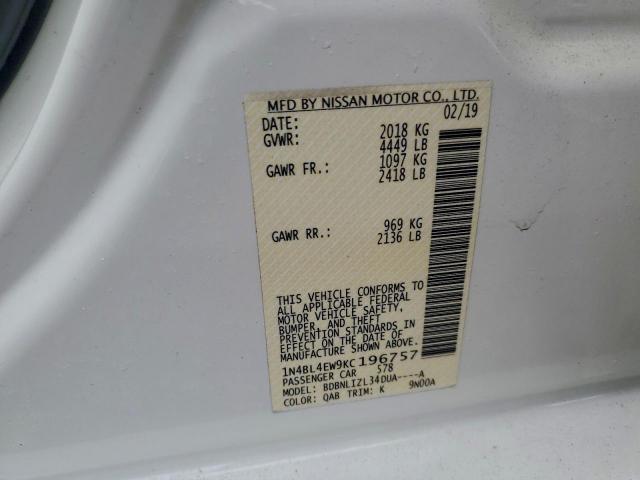 MFD BY NISSAN MOTOR CO., LTD.
DATE: 02/19
GVWR: 2018 KG
4449 LB
GAWR FR.: 1097 KG
2418 LB
GAWR RR.: 969 KG
2136 LB
THIS VEHICLE CONFORMS TO
ALL APPLICABLE FEDERAL
MOTOR VEHICLE SAFETY,
BUMPER, AND THEFT
PREVENTION STANDARDS IN
EFFECT ON THE DATE OF
MANUFACTURE SHOWN ABOVE.
1N4BL4EW9KC196757
PASSENGER CAR 578
MODEL: BDBNLIZL34DUA----A
COLOR: QAB TRIM: K 9N00A